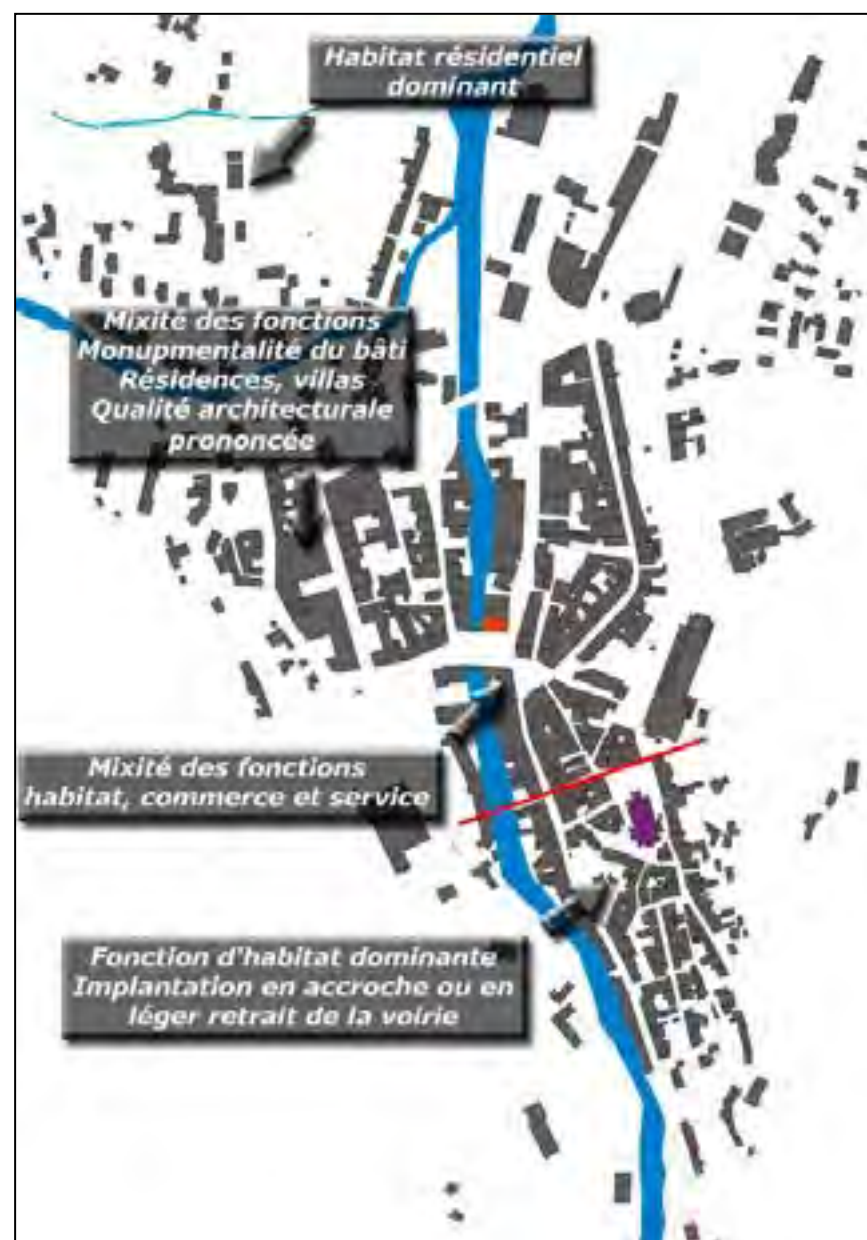 Habitat résidentiel
dominant
Mixité des fonctions
Monupmentalité du bâti
Résidences, villas
Qualité architecturale
prononcée
Mixité des fonctions
habitat, commerce et service
Fonction d'habitat dominante
Implantation en accroche ou en
léger retrait de la voirie